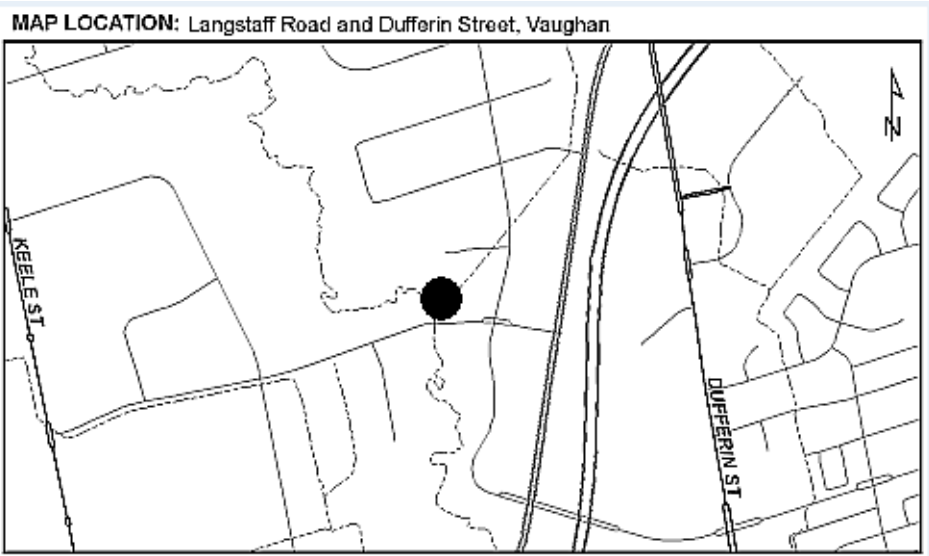 MAP LOCATION: Langstaff Road and Dufferin Street, Vaughan
N
KEELE ST
DUFFERIN ST